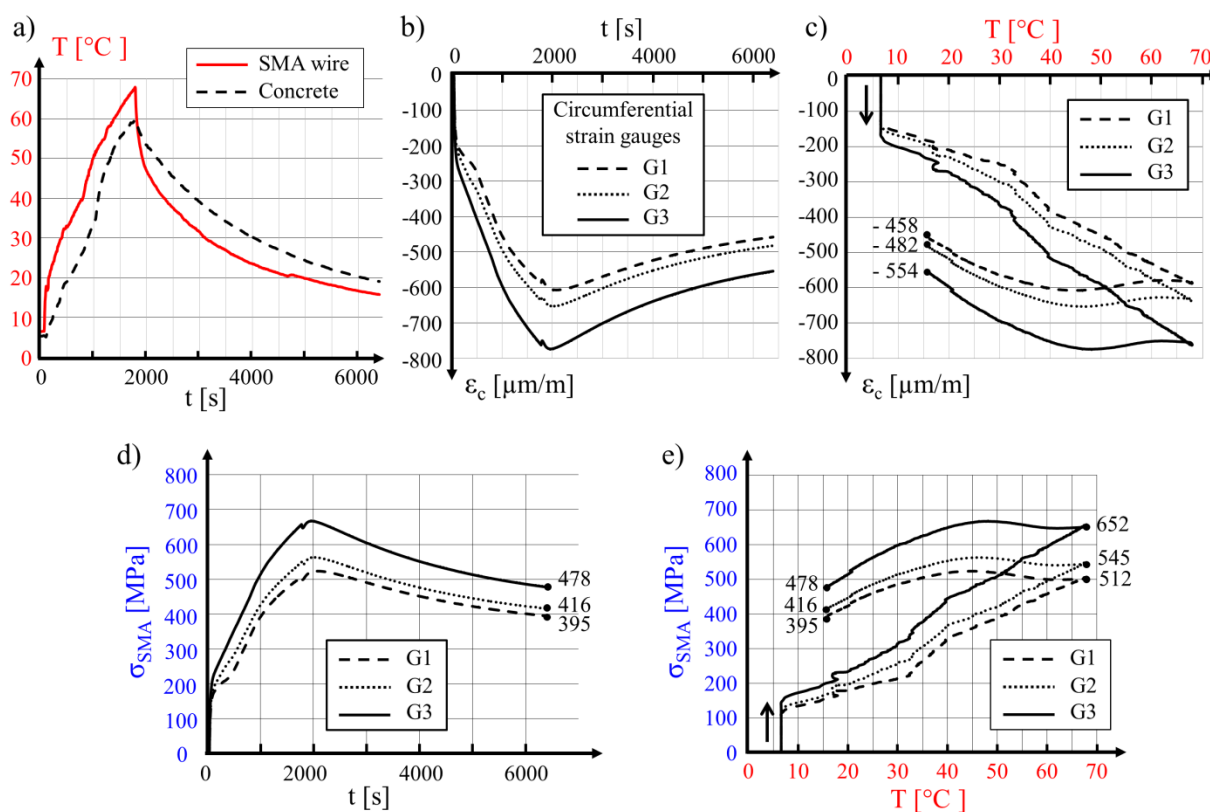 a)
T [°C ]
70
60
50
40
30
20
10
0
SMA wire
Concrete
0
2000
4000
6000
t [s]
b)
t [s]
0
2000
4000
6000
0
-100
-200
-300
-400
-500
-600
-700
-800
Circumferential
strain gauges
G1
G2
G3
ε_c [µm/m]
c)
T [°C]
0
10
20
30
40
50
60
70
0
-100
-200
-300
-400
-500
-600
-700
-800
G1
G2
G3
- 458
- 482
- 554
ε_c [µm/m]
d)
σ_SMA [MPa]
800
700
600
500
400
300
200
100
0
478
416
395
G1
G2
G3
0
2000
4000
6000
t [s]
e)
σ_SMA [MPa]
800
700
600
500
400
300
200
100
0
652
545
512
478
416
395
G1
G2
G3
0
10
20
30
40
50
60
70
T [°C]